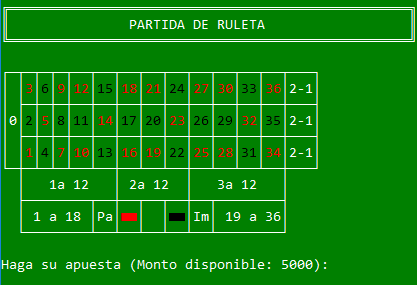 PARTIDA DE RULETA
3 6 9 12 15 18 21 24 27 30 33 36 2-1
0 2 5 8 11 14 17 20 23 26 29 32 35 2-1
1 4 7 10 13 16 19 22 25 28 31 34 2-1
1a 12 2a 12 3a 12
1 a 18 Pa Im 19 a 36
Haga su apuesta (Monto disponible: 5000):